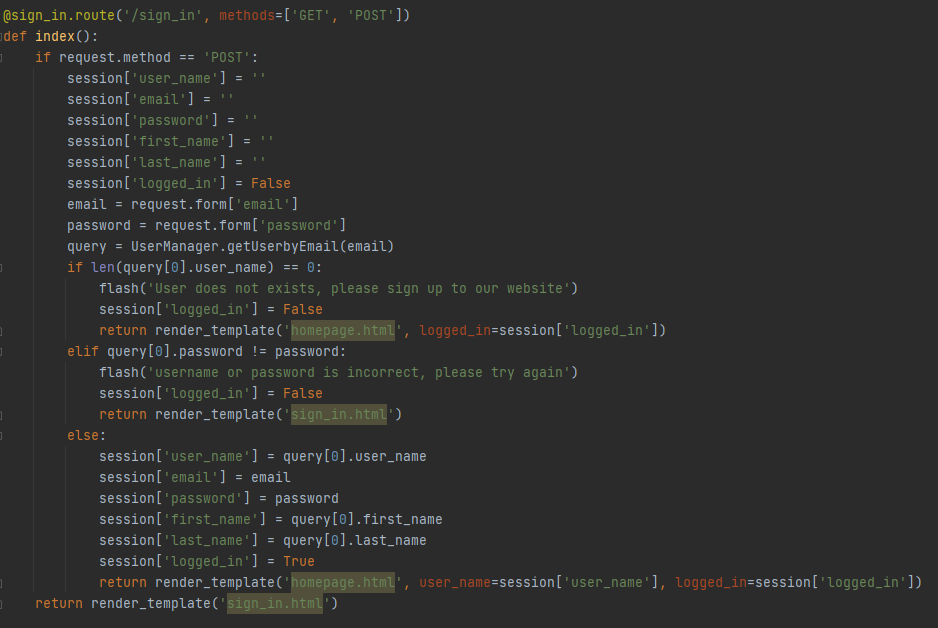 @sign_in.route('/sign_in', methods=['GET', 'POST'])
def index():
    if request.method == 'POST':
        session['user_name'] = ''
        session['email'] = ''
        session['password'] = ''
        session['first_name'] = ''
        session['last_name'] = ''
        session['logged_in'] = False
        email = request.form['email']
        password = request.form['password']
        query = UserManager.getUserbyEmail(email)
        if len(query[0].user_name) == 0:
            flash('User does not exists, please sign up to our website')
            session['logged_in'] = False
            return render_template('homepage.html', logged_in=session['logged_in'])
        elif query[0].password != password:
            flash('username or password is incorrect, please try again')
            session['logged_in'] = False
            return render_template('sign_in.html')
        else:
            session['user_name'] = query[0].user_name
            session['email'] = email
            session['password'] = password
            session['first_name'] = query[0].first_name
            session['last_name'] = query[0].last_name
            session['logged_in'] = True
            return render_template('homepage.html', user_name=session['user_name'], logged_in=session['logged_in'])
    return render_template('sign_in.html')